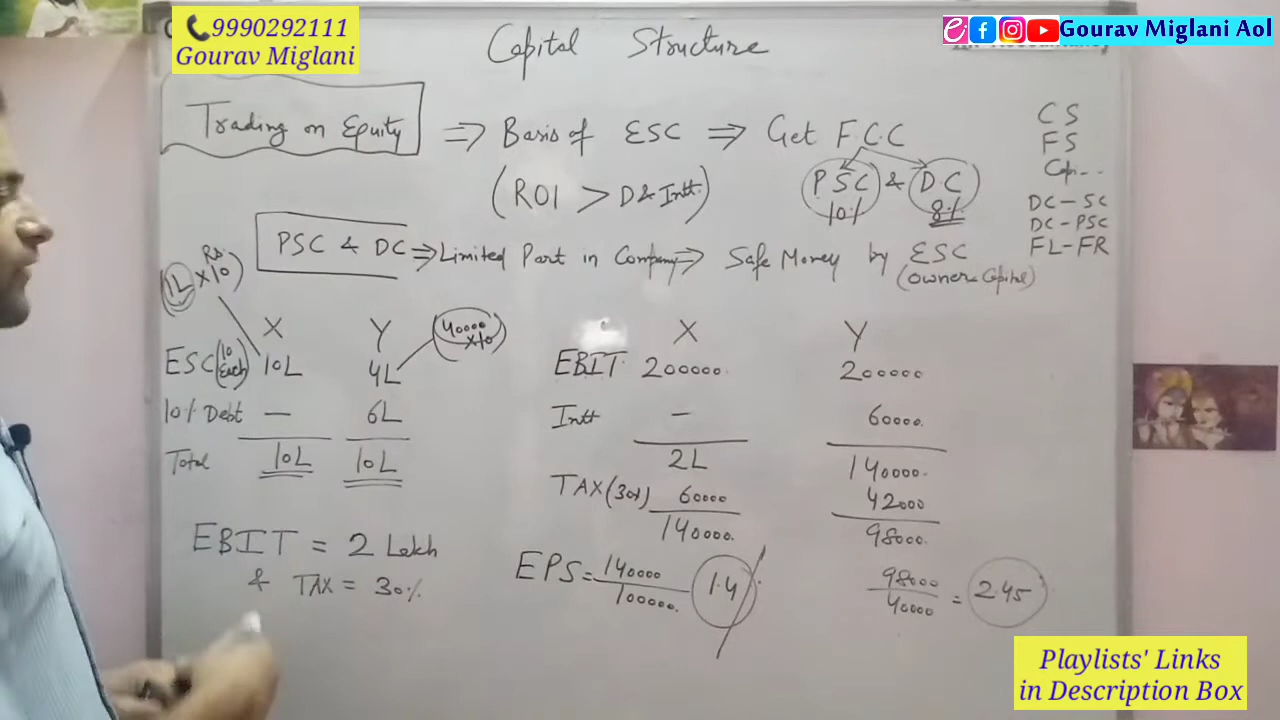 📞9990292111
Gourav Miglani
Gourav Miglani Aol
Capital Structure
Trading on Equity ⇒ Basis of ESC ⇒ Get FCC
(ROI > D & Intt.) PSC & DC
10% 8%
PSC & DC ⇒ Limited Part in Company ⇒ Safe Money by ESC
(owner Capital)
CS
FS
Cap...
DC - SC
DC - PSC
FL - FR
Rs.
(1L x10)
X Y (40000 x10)
ESC (10 Each) 10L 4L
10% Debt — 6L
Total 10L 10L
EBIT = 2 Lakh
& TAX = 30%
X Y
EBIT 200000. 200000
Intt — 60000.
2L 140000.
TAX (30%) 60000 42000
140000. 98000.
EPS = 140000 / 100000. 1.4 98000 / 40000 = 2.45
Playlists' Links
in Description Box